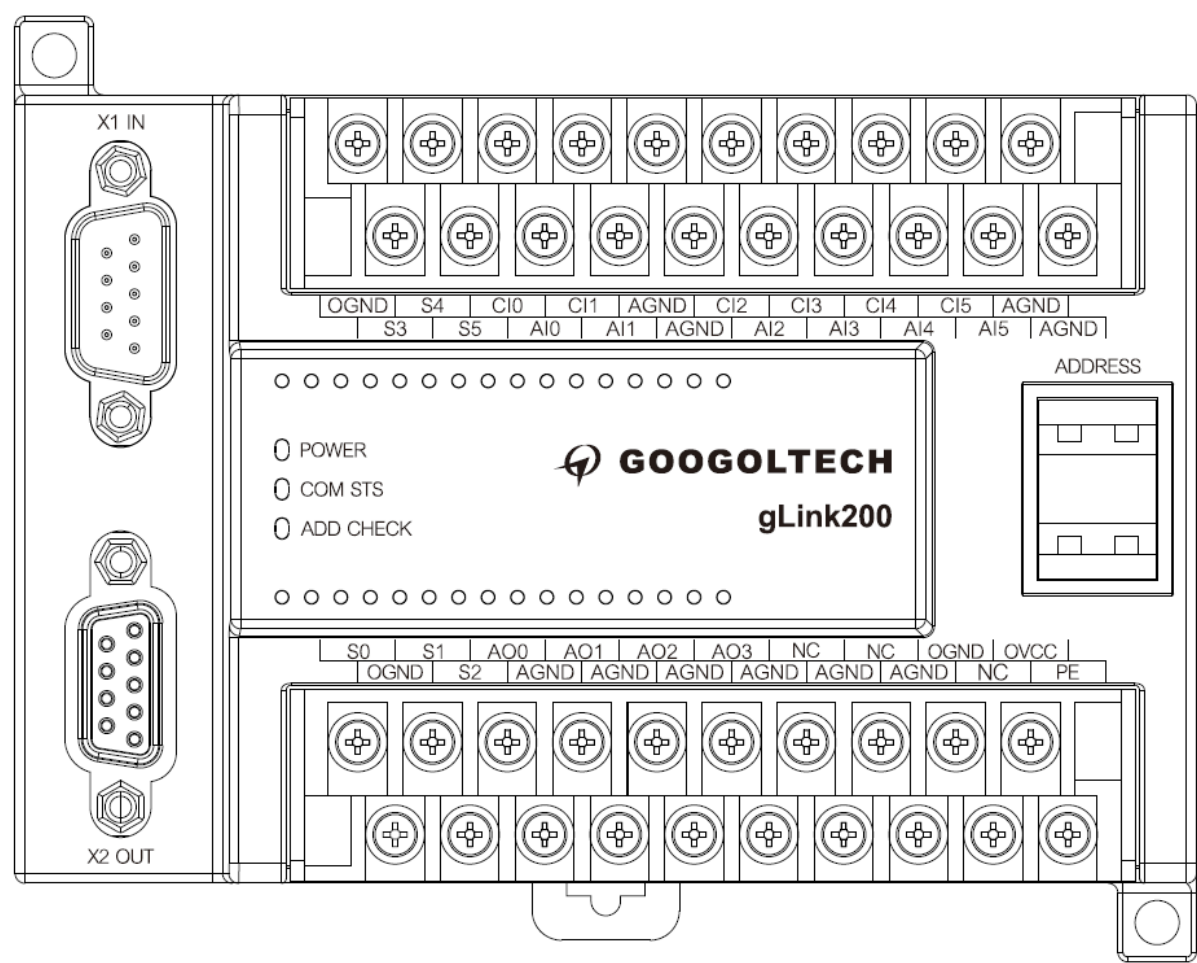 X1 IN
OGND S4 CI0 CI1 AGND CI2 CI3 CI4 CI5 AGND
S3 S5 AI0 AI1 AGND AI2 AI3 AI4 AI5 AGND
ADDRESS
POWER
COM STS
ADD CHECK
GOOGOLTECH
gLink200
S0 S1 AO0 AO1 AO2 AO3 NC NC OGND OVCC
OGND S2 AGND AGND AGND AGND AGND AGND NC PE
X2 OUT